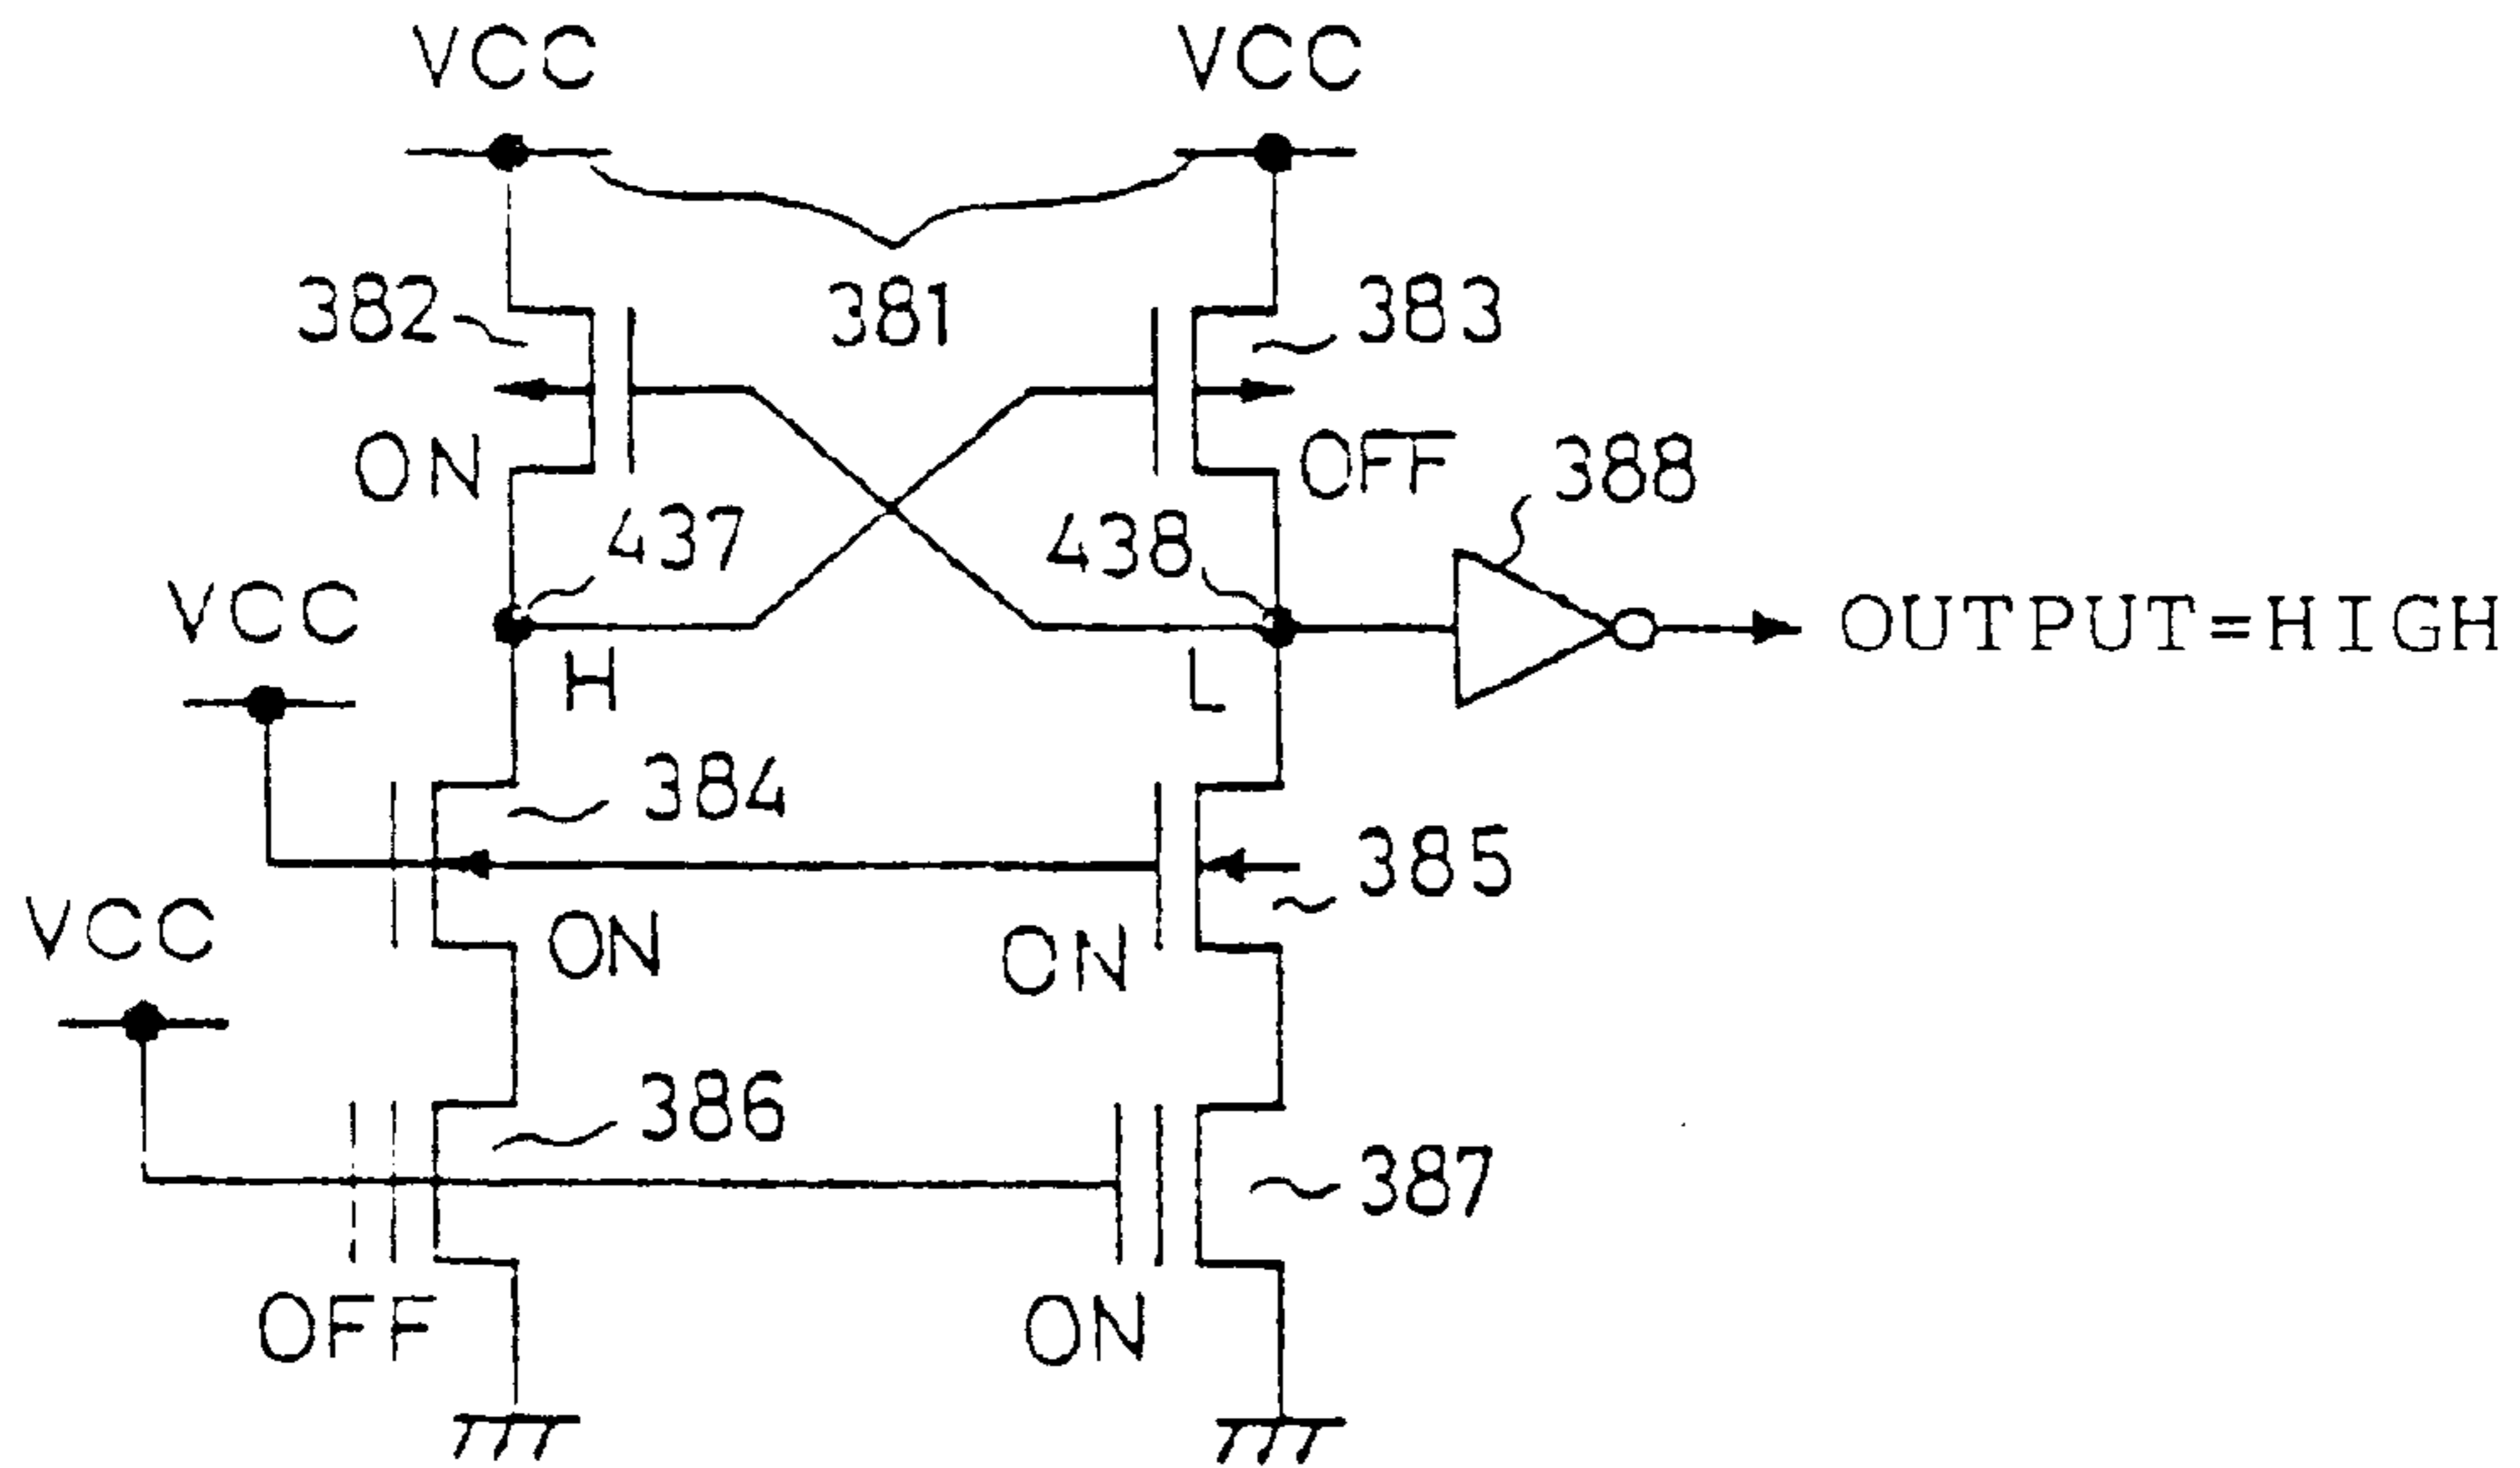 VCC
VCC
382
381
383
ON
OFF
388
437
438
VCC
OUTPUT=HIGH
H
L
384
385
VCC
ON
ON
386
387
OFF
ON